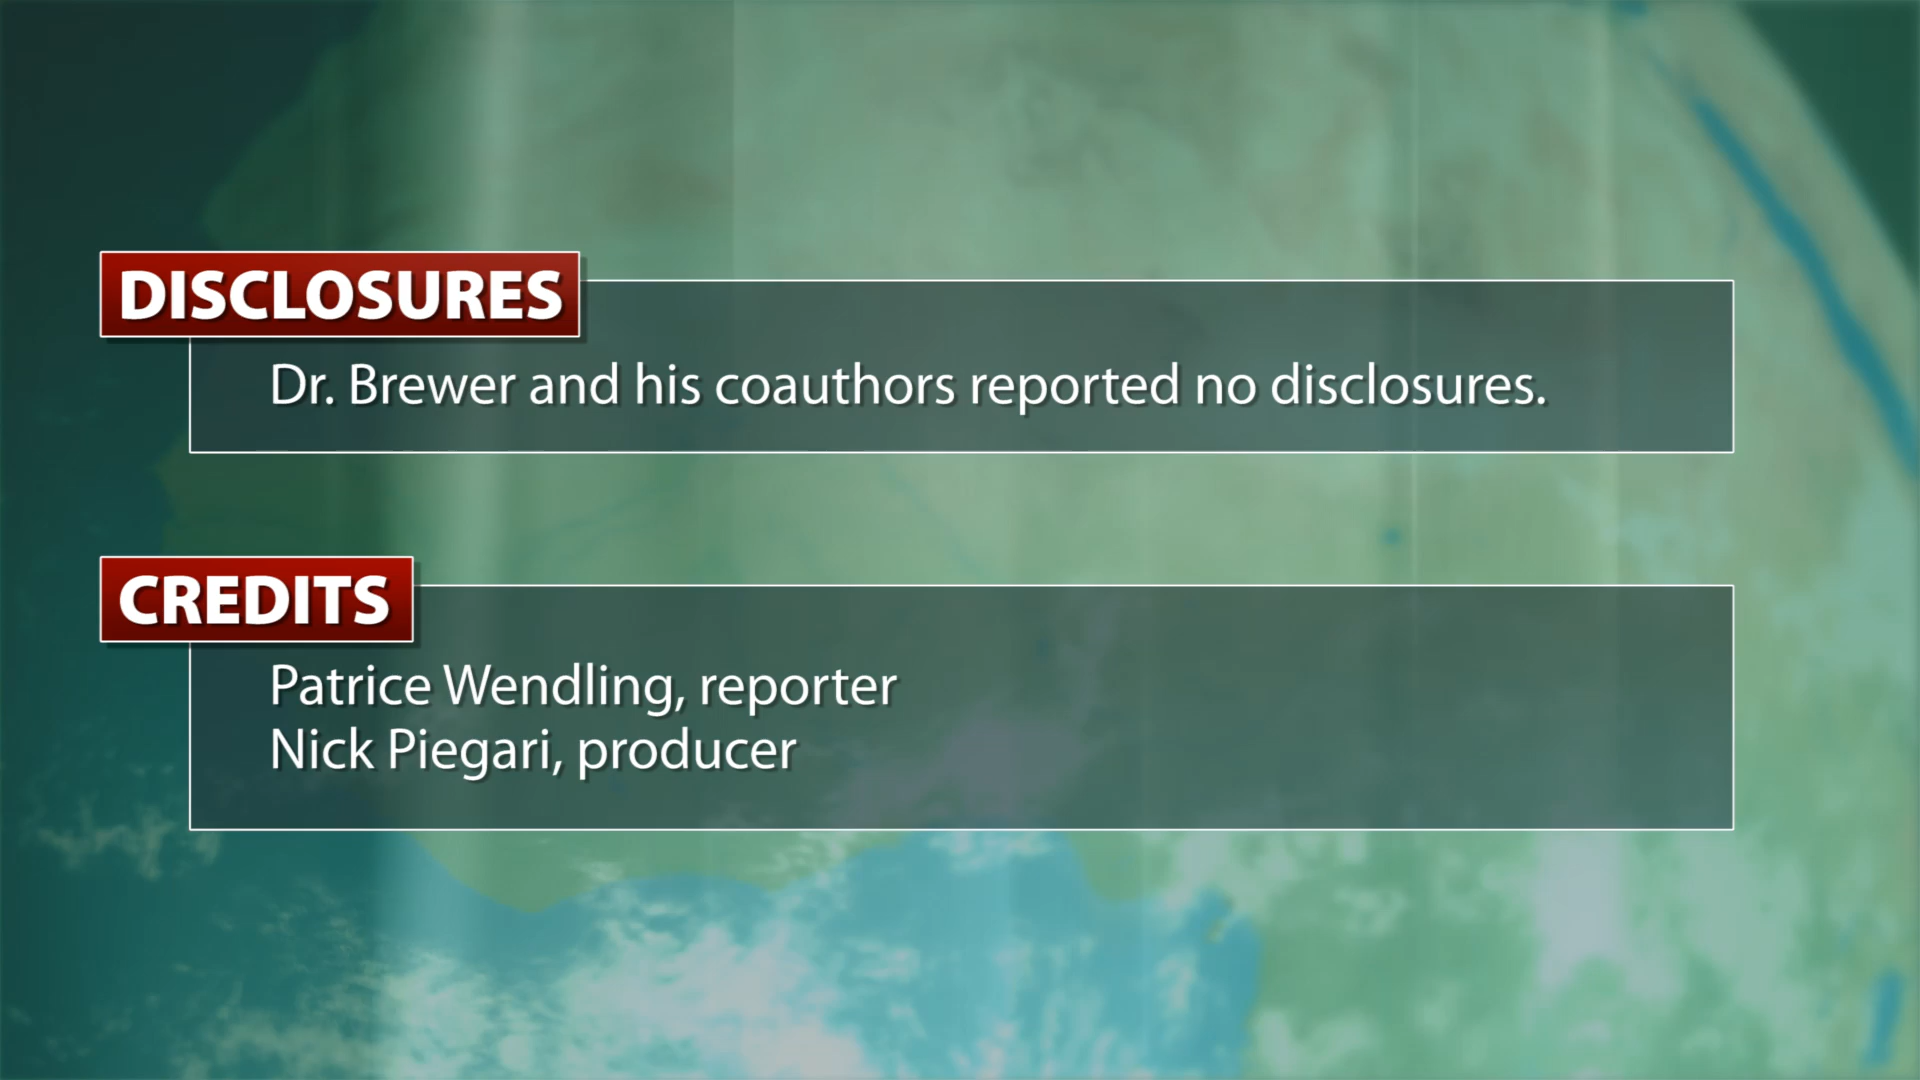 DISCLOSURES
Dr. Brewer and his coauthors reported no disclosures.
CREDITS
Patrice Wendling, reporter
Nick Piegari, producer